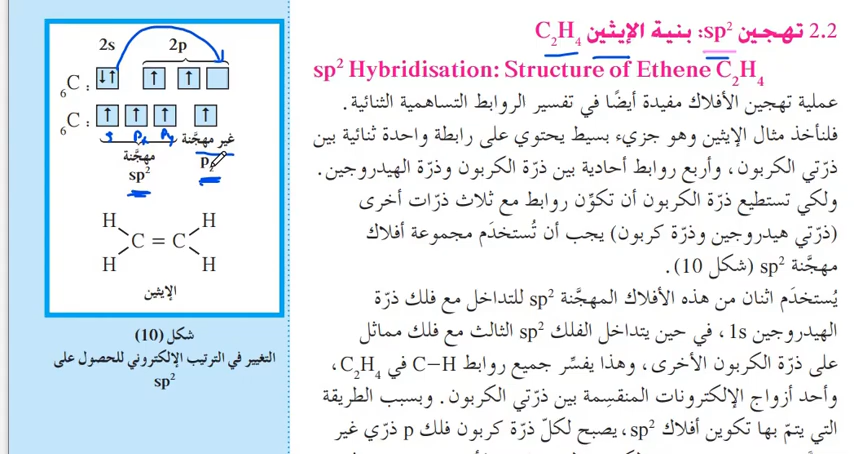 2.2 تهجين sp²: بنية الإيثين C₂H₄
sp² Hybridisation: Structure of Ethene C₂H₄
عملية تهجين الأفلاك مفيدة أيضًا في تفسير الروابط التساهمية الثنائية.
فلنأخذ مثال الإيثين وهو جزيء بسيط يحتوي على رابطة واحدة ثنائية بين
ذرّتي الكربون، وأربع روابط أحادية بين ذرّة الكربون وذرّة الهيدروجين.
ولكي تستطيع ذرّة الكربون أن تكوّن روابط مع ثلاث ذرّات أخرى
(ذرّتي هيدروجين وذرّة كربون) يجب أن تُستخدَم مجموعة أفلاك
مهجَّنة sp² (شكل 10).
يُستخدَم اثنان من هذه الأفلاك المهجَّنة sp² للتداخل مع فلك ذرّة
الهيدروجين 1s، في حين يتداخل الفلك sp² الثالث مع فلك مماثل
على ذرّة الكربون الأخرى، وهذا يفسِّر جميع روابط C–H في C₂H₄،
وأحد أزواج الإلكترونات المنقسِمة بين ذرّتي الكربون. وبسبب الطريقة
التي يتمّ بها تكوين أفلاك sp²، يصبح لكلّ ذرّة كربون فلك p ذرّي غير
2s 2p
₆C : ↓↑ ↑ ↑
₆C : ↑ ↑ ↑ ↑
s Px Py
مهجَّنة غير مهجَّنة
sp² p
H H
C = C
H H
الإيثين
شكل (10)
التغيير في الترتيب الإلكتروني للحصول على
sp²